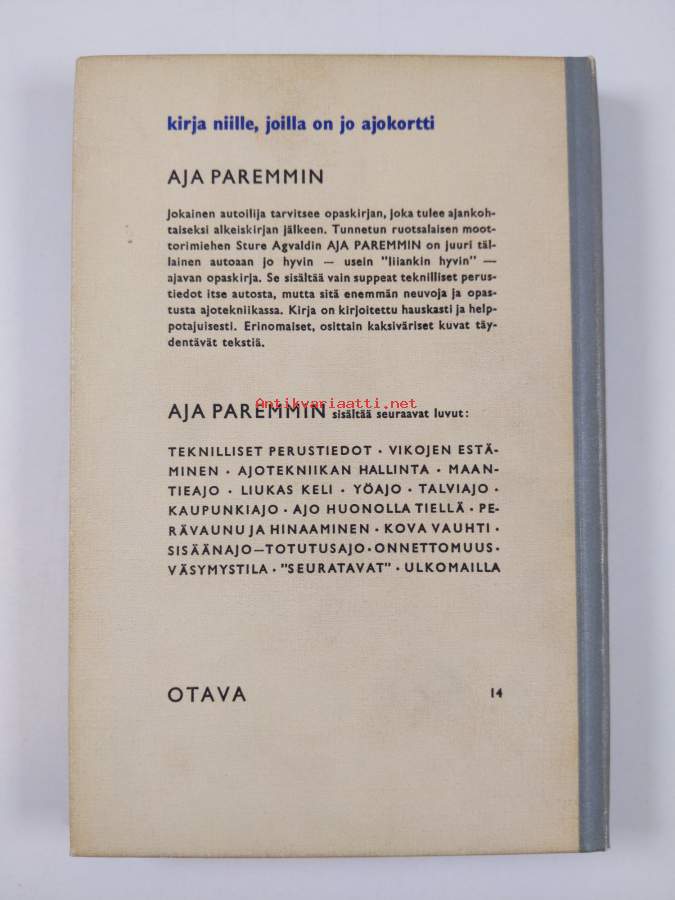 kirja niille, joilla on jo ajokortti
AJA PAREMMIN
Jokainen autoilija tarvitsee opaskirjan, joka tulee ajankoh-
taiseksi alkeiskirjan jälkeen. Tunnetun ruotsalaisen moot-
torimiehen Sture Agvaldin AJA PAREMMIN on juuri täl-
lainen autoaan jo hyvin — usein "liiankin hyvin" —
ajavan opaskirja. Se sisältää vain suppeat teknilliset perus-
tiedot itse autosta, mutta sitä enemmän neuvoja ja opas-
tusta ajotekniikassa. Kirja on kirjoitettu hauskasti ja help-
potajuisesti. Erinomaiset, osittain kaksiväriset kuvat täy-
dentävät tekstiä.
Antikvariaatti.net
AJA PAREMMIN sisältää seuraavat luvut:
TEKNILLISET PERUSTIEDOT · VIKOJEN ESTÄ-
MINEN · AJOTEKNIIKAN HALLINTA · MAAN-
TIEAJO · LIUKAS KELI · YÖAJO · TALVIAJO ·
KAUPUNKIAJO · AJO HUONOLLA TIELLÄ · PE-
RÄVAUNU JA HINAAMINEN · KOVA VAUHTI ·
SISÄÄNAJO—TOTUTUSAJO · ONNETTOMUUS ·
VÄSYMYSTILA · "SEURATAVAT" · ULKOMAILLA
OTAVA 14